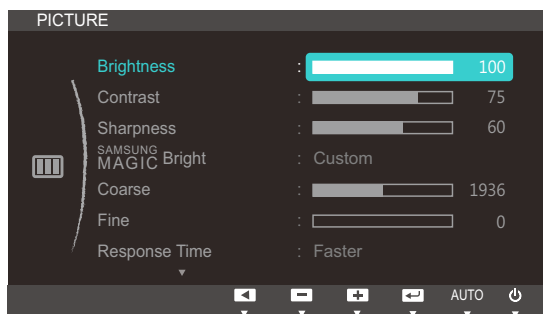 PICTURE
Brightness : 100
Contrast : 75
Sharpness : 60
SAMSUNG
MAGIC Bright : Custom
Coarse : 1936
Fine : 0
Response Time : Faster
AUTO